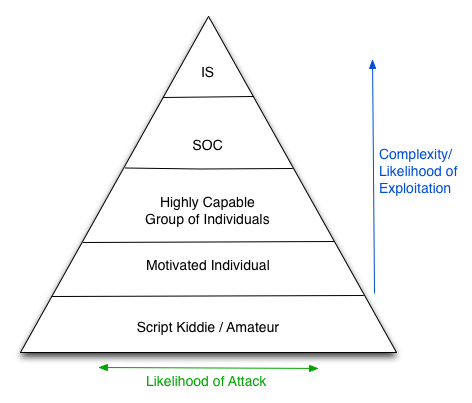 IS
SOC
Highly Capable
Group of Individuals
Motivated Individual
Script Kiddie / Amateur
Complexity/
Likelihood of
Exploitation
Likelihood of Attack